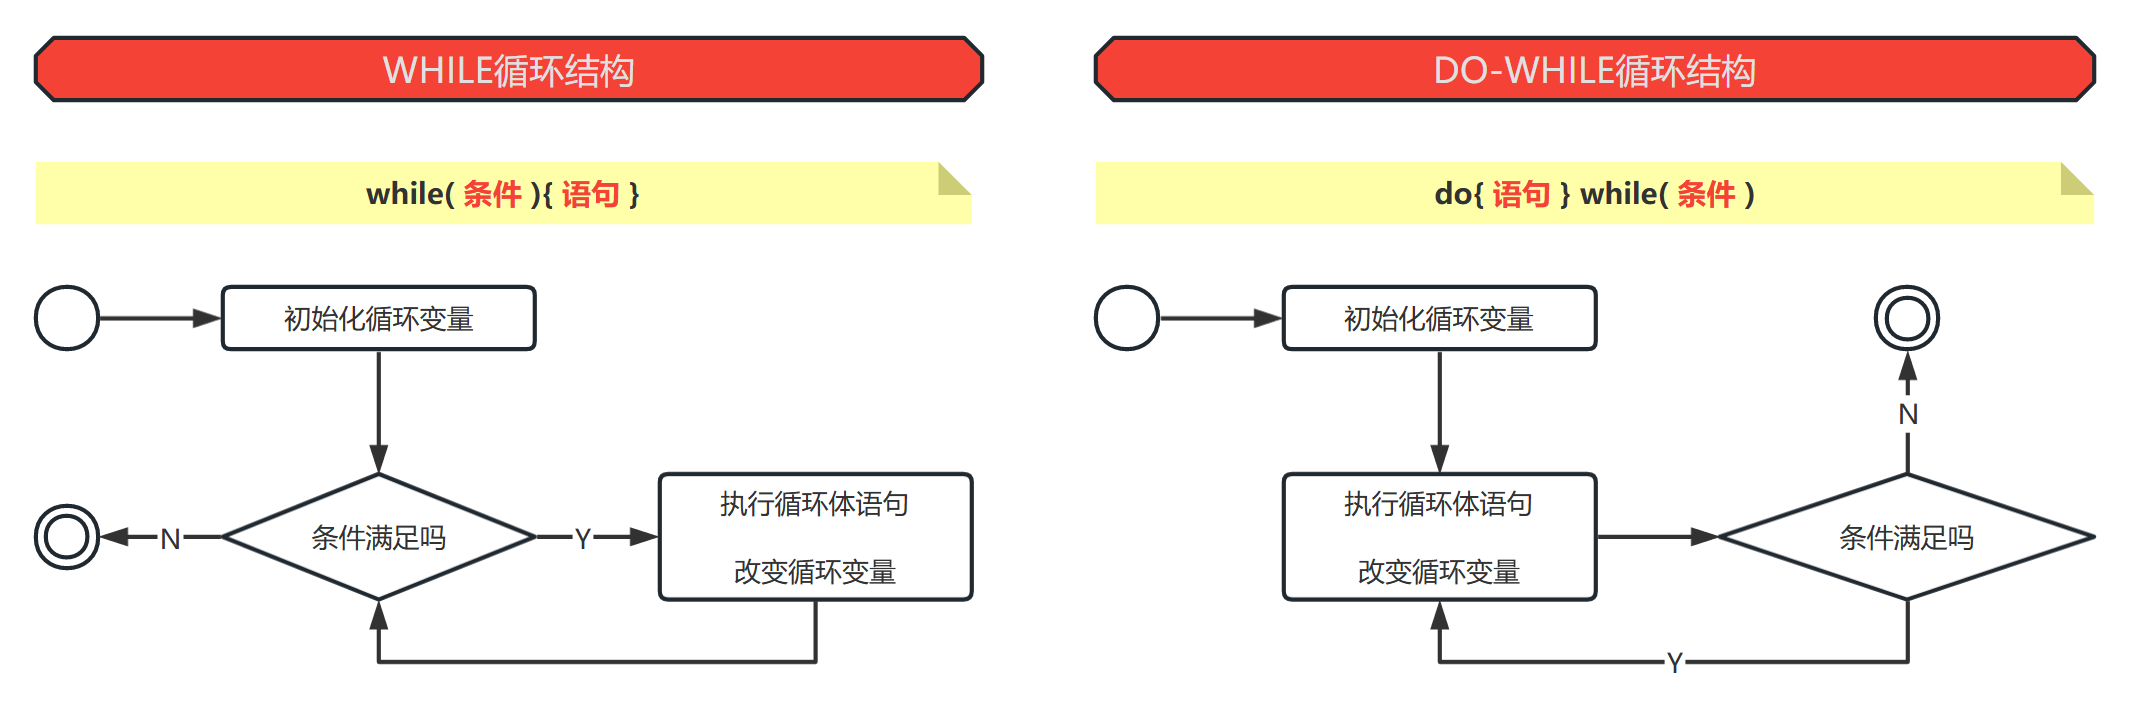 WHILE循环结构
while( 条件 ){ 语句 }
初始化循环变量
条件满足吗
N
Y
执行循环体语句
改变循环变量
DO-WHILE循环结构
do{ 语句 } while( 条件 )
初始化循环变量
执行循环体语句
改变循环变量
条件满足吗
N
Y